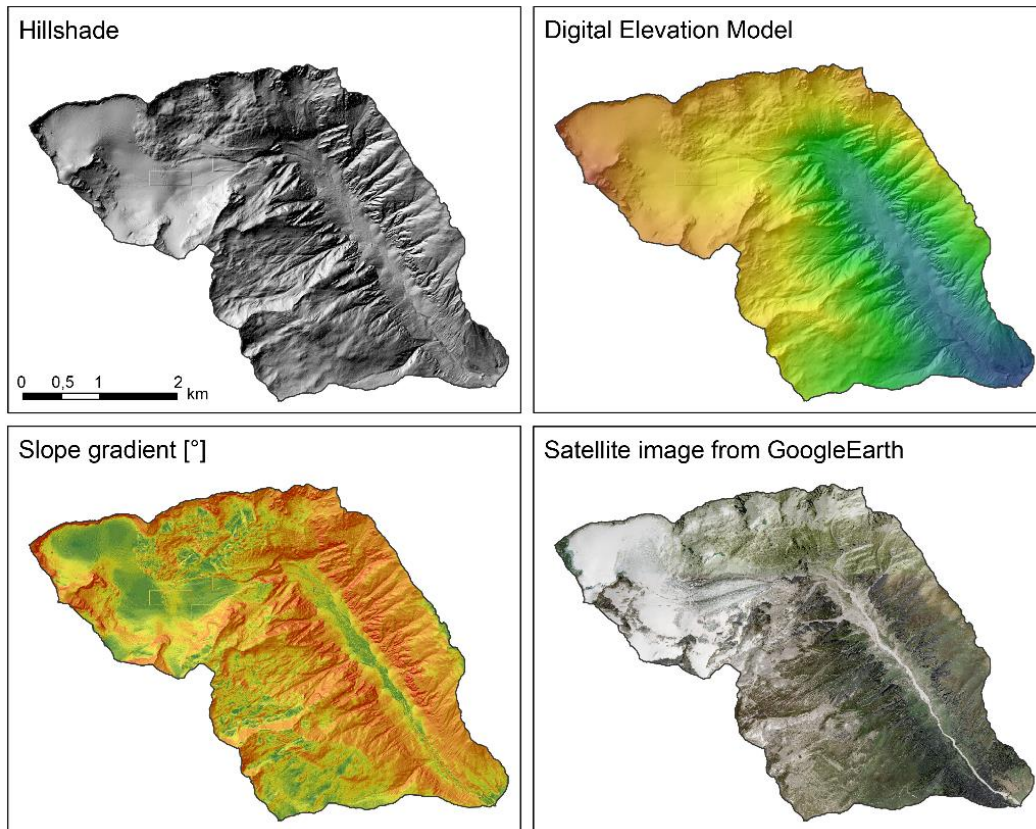 Hillshade
Digital Elevation Model
0 0,5 1 2
km
Slope gradient [°]
Satellite image from GoogleEarth